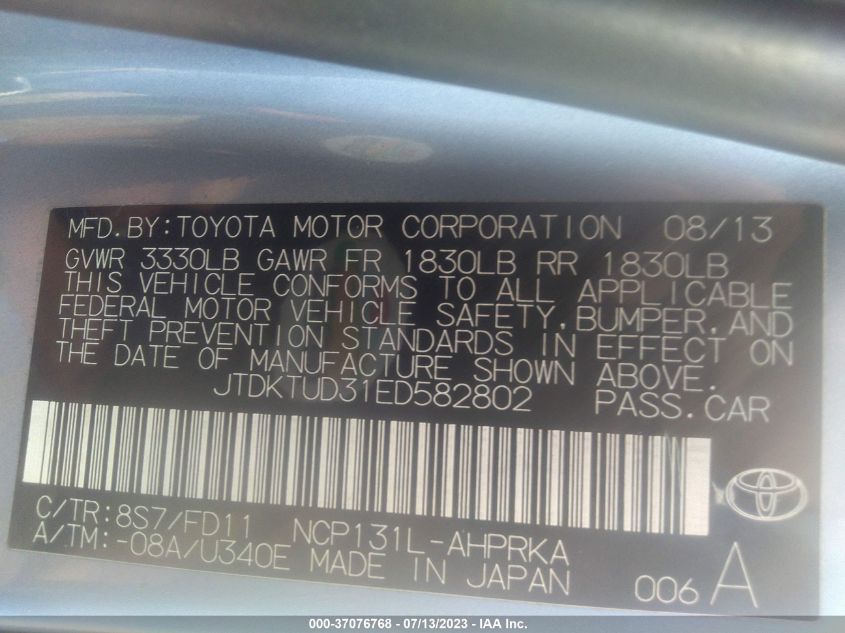 MFD.BY:TOYOTA MOTOR CORPORATION 08/13
GVWR 3330LB GAWR FR 1830LB RR 1830LB
THIS VEHICLE CONFORMS TO ALL APPLICABLE
FEDERAL MOTOR VEHICLE SAFETY,BUMPER,AND
THEFT PREVENTION STANDARDS IN EFFECT ON
THE DATE OF MANUFACTURE SHOWN ABOVE.
JTDKTUD31ED582802 PASS.CAR
C/TR:8S7/FD11 NCP131L-AHPRKA
A/TM:-08A/U340E MADE IN JAPAN 006 A
000-37076768 - 07/13/2023 - IAA Inc.